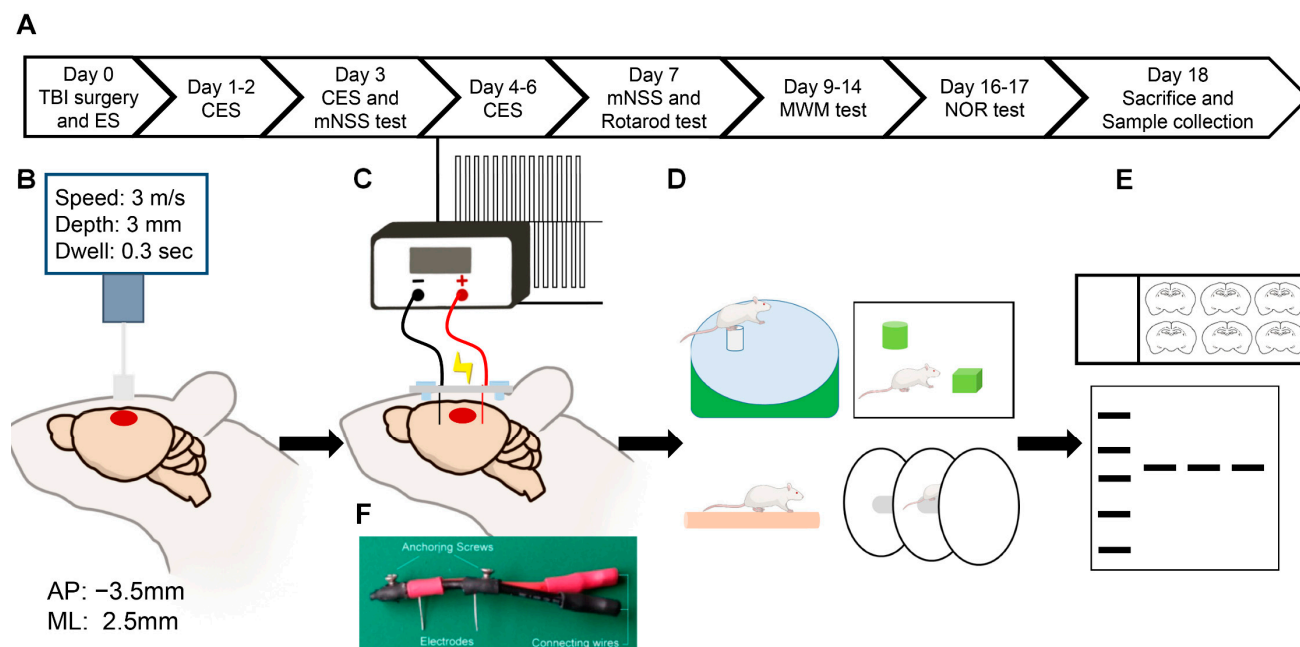 A
Day 0
TBI surgery
and ES
Day 1-2
CES
Day 3
CES and
mNSS test
Day 4-6
CES
Day 7
mNSS and
Rotarod test
Day 9-14
MWM test
Day 16-17
NOR test
Day 18
Sacrifice and
Sample collection
B
Speed: 3 m/s
Depth: 3 mm
Dwell: 0.3 sec
AP: −3.5mm
ML: 2.5mm
C
− +
D
E
F
Anchoring Screws
Electrodes
Connecting wires